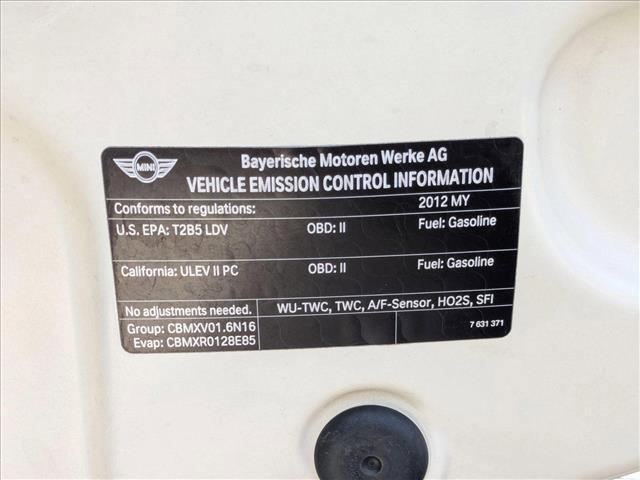 MINI
Bayerische Motoren Werke AG
VEHICLE EMISSION CONTROL INFORMATION
Conforms to regulations: 2012 MY
U.S. EPA: T2B5 LDV OBD: II Fuel: Gasoline
California: ULEV II PC OBD: II Fuel: Gasoline
No adjustments needed. WU-TWC, TWC, A/F-Sensor, HO2S, SFI
Group: CBMXV01.6N16
Evap: CBMXR0128E85
7 631 371